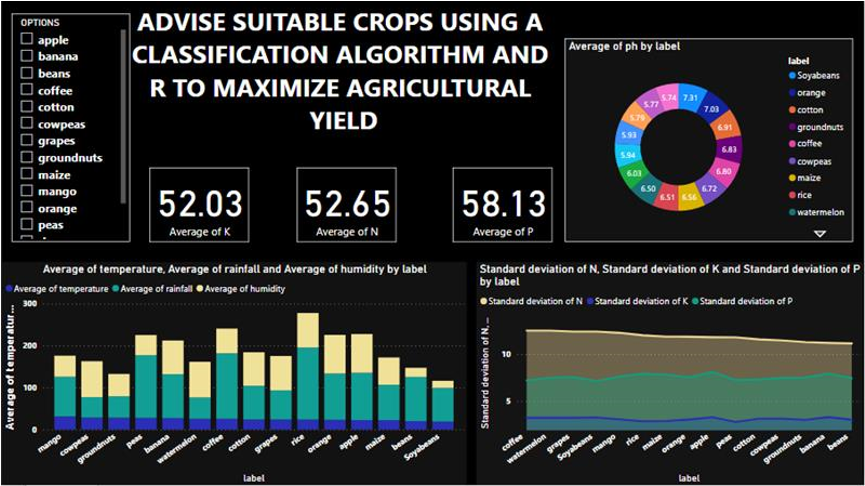 OPTIONS
apple
banana
beans
coffee
cotton
cowpeas
grapes
groundnuts
maize
mango
orange
peas
ADVISE SUITABLE CROPS USING A
CLASSIFICATION ALGORITHM AND
R TO MAXIMIZE AGRICULTURAL
YIELD
52.03
Average of K
52.65
Average of N
58.13
Average of P
Average of ph by label
7.31
7.03
6.91
6.83
6.80
6.72
6.56
6.51
6.50
6.03
5.94
5.93
5.79
5.77
5.74
label
Soyabeans
orange
cotton
groundnuts
coffee
cowpeas
maize
rice
watermelon
Average of temperature, Average of rainfall and Average of humidity by label
Average of temperature Average of rainfall Average of humidity
Average of temperatur...
300
200
100
0
mango
cowpeas
groundnuts
peas
banana
watermelon
coffee
cotton
grapes
rice
orange
apple
maize
beans
Soyabeans
label
Standard deviation of N, Standard deviation of K and Standard deviation of P
by label
Standard deviation of N Standard deviation of K Standard deviation of P
Standard deviation of N, ...
10
5
coffee
watermelon
grapes
Soyabeans
mango
rice
maize
orange
apple
peas
cotton
cowpeas
groundnuts
banana
beans
label